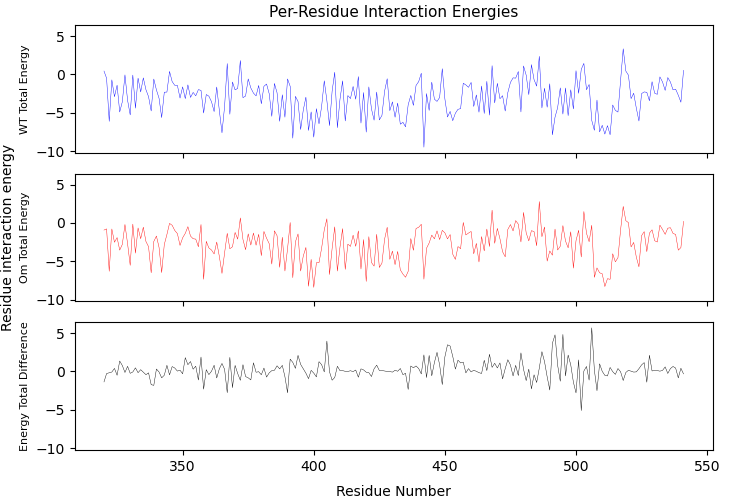 Per-Residue Interaction Energies
Residue interaction energy
WT Total Energy
5
0
−5
−10
Om Total Energy
5
0
−5
−10
Energy Total Difference
5
0
−5
−10
350
400
450
500
550
Residue Number